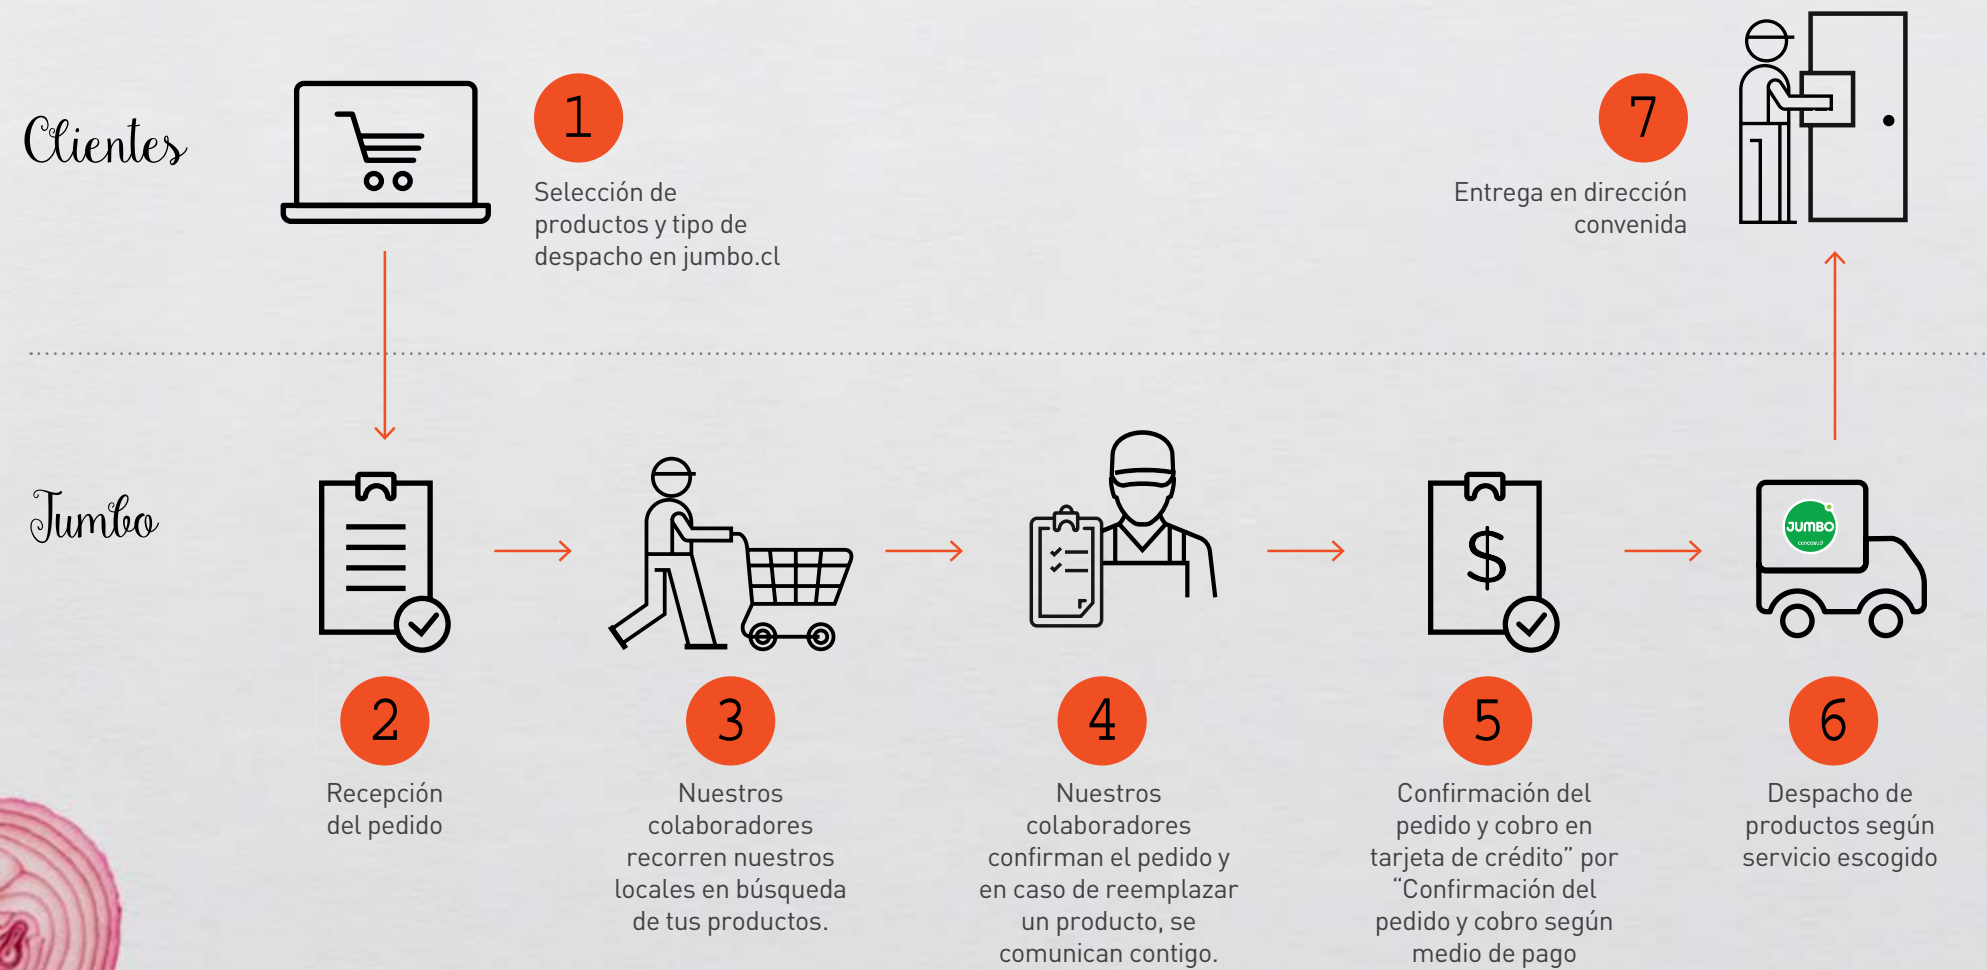 Clientes
1
Selección de
productos y tipo de
despacho en jumbo.cl
7
Entrega en dirección
convenida
Jumbo
JUMBO
cencosud
2
Recepción
del pedido
3
Nuestros
colaboradores
recorren nuestros
locales en búsqueda
de tus productos.
4
Nuestros
colaboradores
confirman el pedido y
en caso de reemplazar
un producto, se
comunican contigo.
$
5
Confirmación del
pedido y cobro en
tarjeta de crédito” por
“Confirmación del
pedido y cobro según
medio de pago
6
Despacho de
productos según
servicio escogido